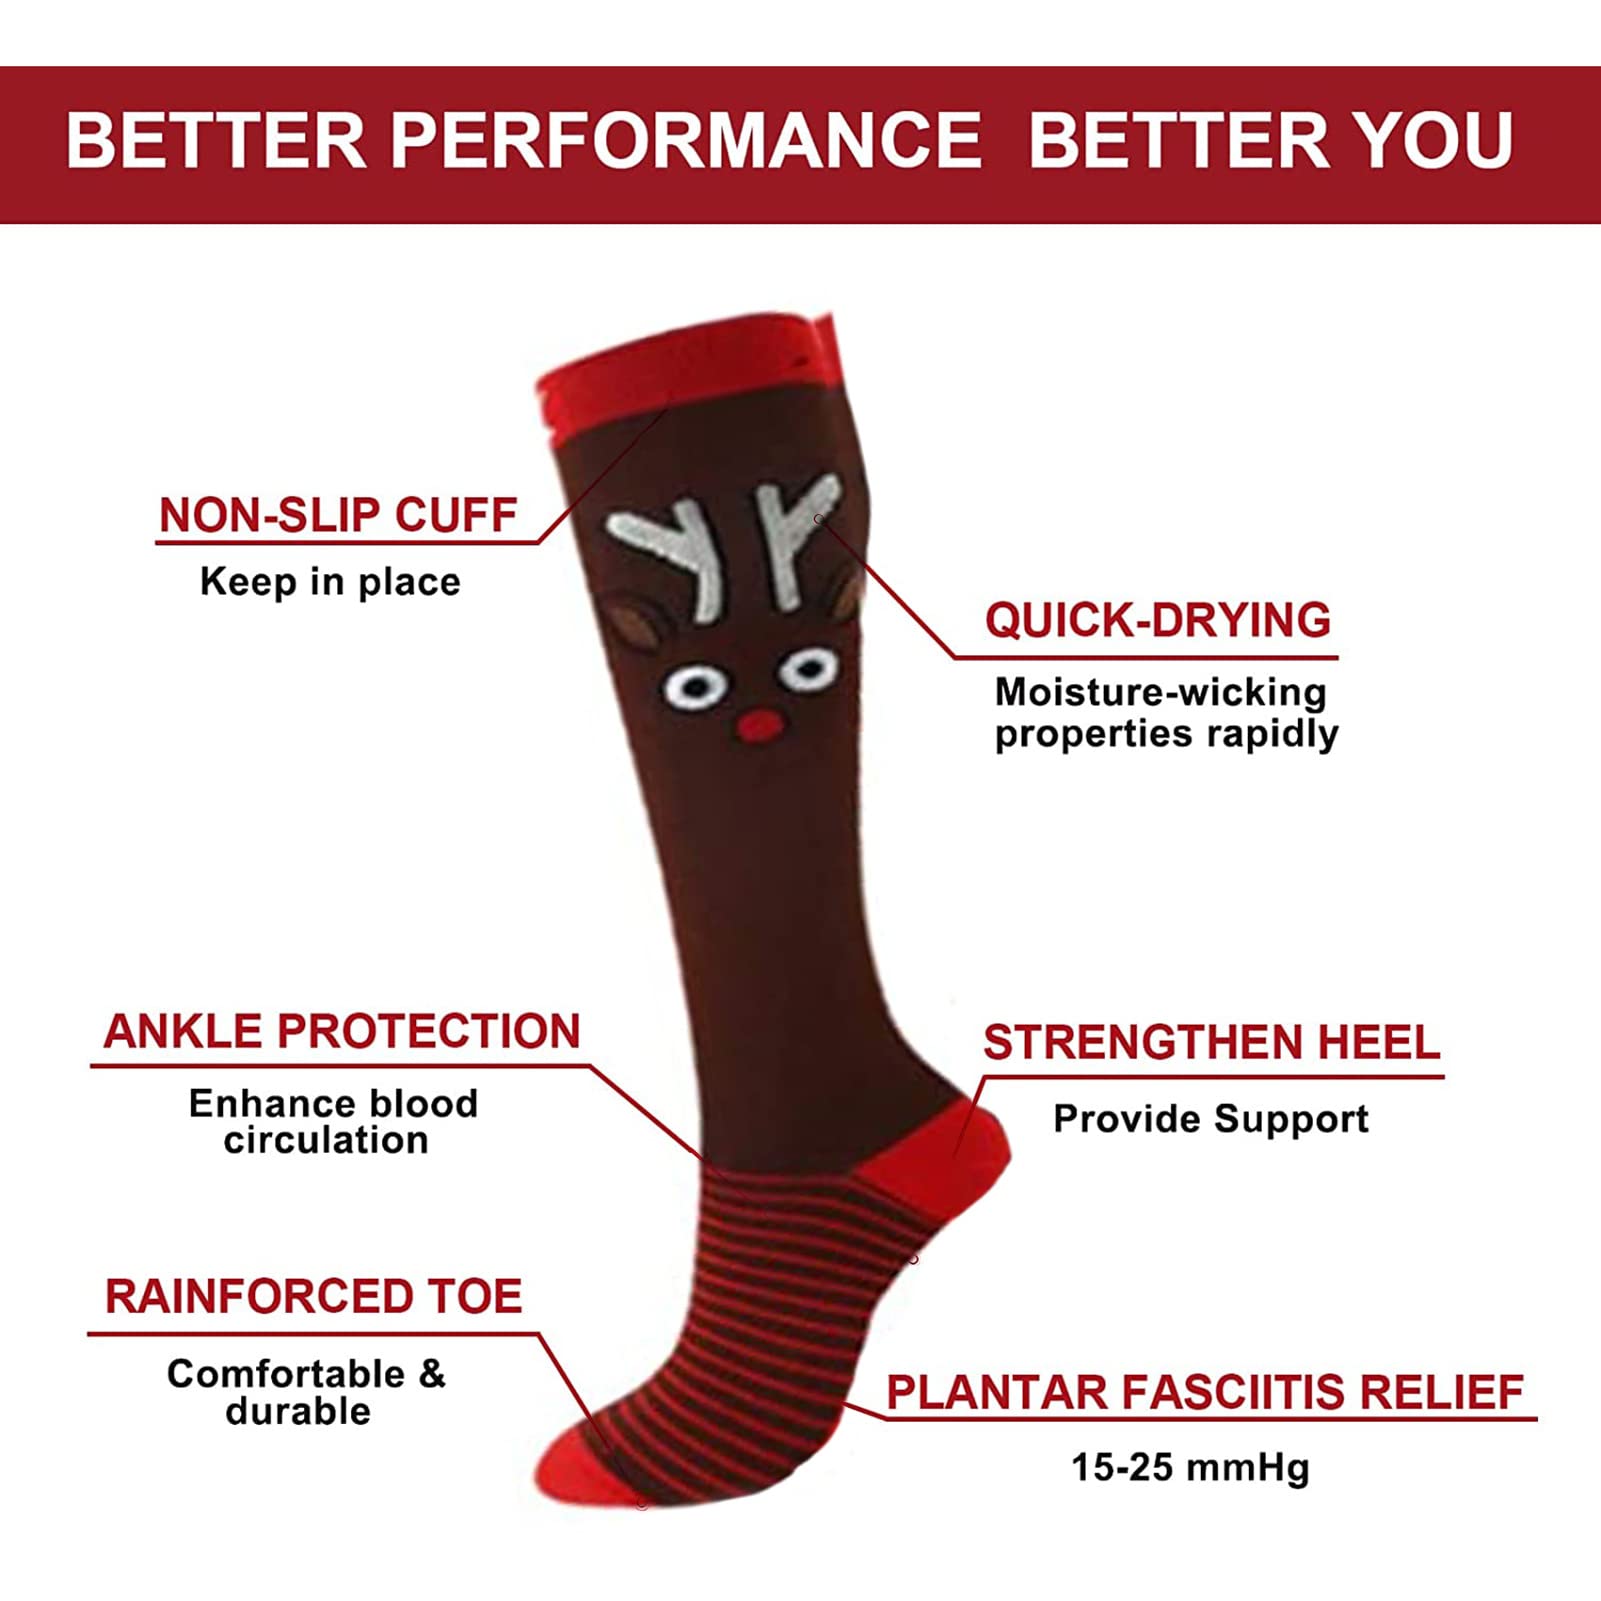 BETTER PERFORMANCE BETTER YOU
NON-SLIP CUFF
Keep in place
QUICK-DRYING
Moisture-wicking
properties rapidly
ANKLE PROTECTION
Enhance blood
circulation
STRENGTHEN HEEL
Provide Support
RAINFORCED TOE
Comfortable &
durable
PLANTAR FASCIITIS RELIEF
15-25 mmHg